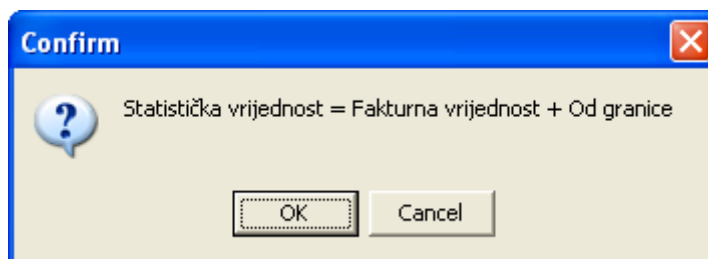 Confirm
Statistička vrijednost = Fakturna vrijednost + Od granice
OK
Cancel